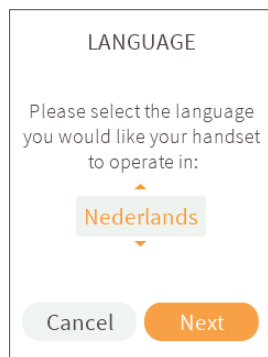 LANGUAGE
Please select the language
you would like your handset
to operate in:
Nederlands
Cancel Next